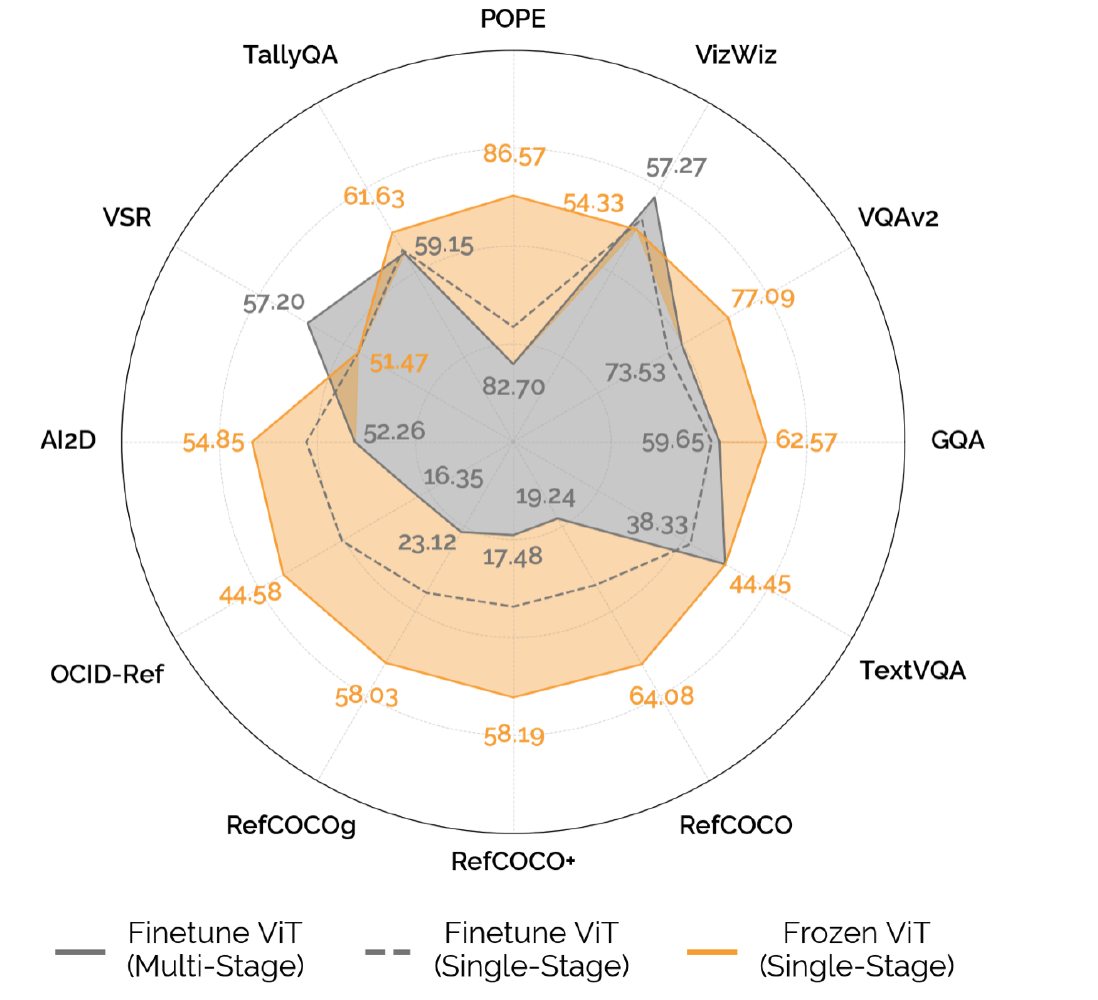 POPE
TallyQA
VizWiz
86.57
57.27
61.63
54.33
VSR
VQAv2
59.15
57.20
77.09
51.47
73.53
82.70
AI2D
54.85
52.26
59.65
62.57
GQA
16.35
19.24
38.33
23.12
17.48
44.58
44.45
OCID-Ref
TextVQA
58.03
64.08
58.19
RefCOCOg
RefCOCO
RefCOCO+
Finetune ViT
(Multi-Stage)
Finetune ViT
(Single-Stage)
Frozen ViT
(Single-Stage)